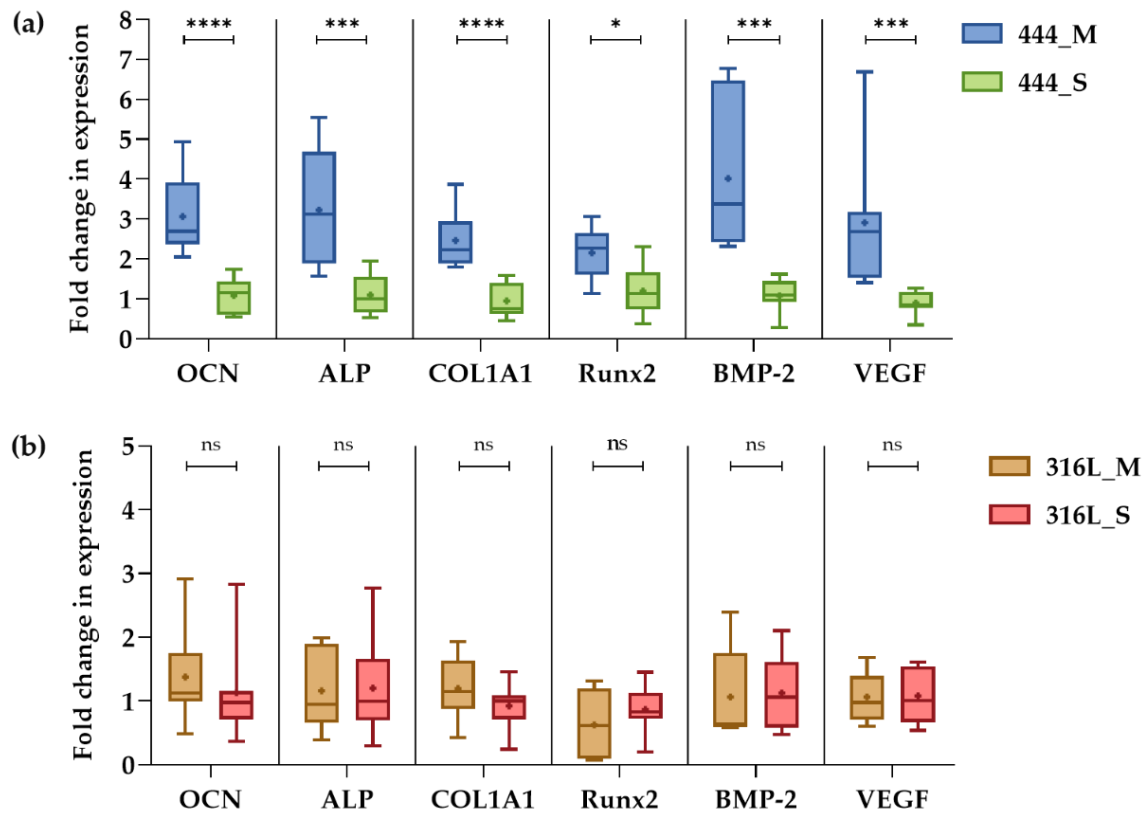 (a)
Fold change in expression
8
7
6
5
4
3
2
1
0
**** *** **** * *** ***
444_M
444_S
OCN ALP COL1A1 Runx2 BMP-2 VEGF
(b)
Fold change in expression
5
4
3
2
1
0
ns ns ns ns ns ns
316L_M
316L_S
OCN ALP COL1A1 Runx2 BMP-2 VEGF